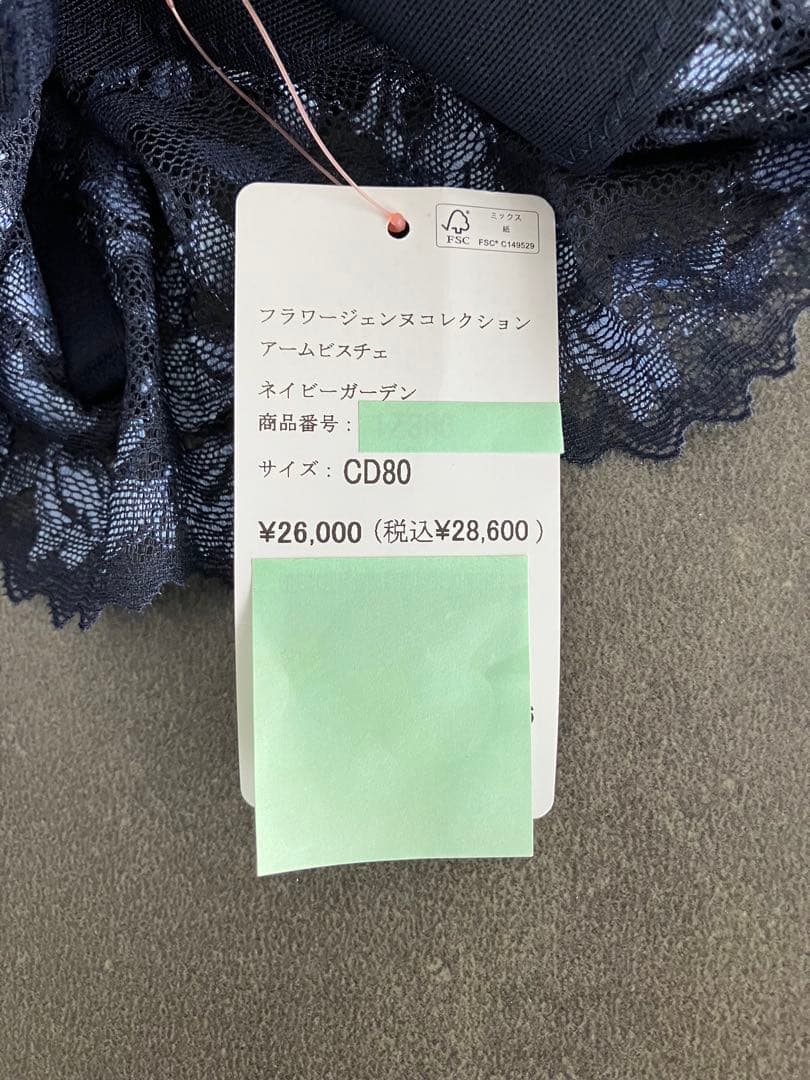 ミックス
紙
FSC
FSC® C149529
フラワージェンヌコレクション
アームビスチェ
ネイビーガーデン
商品番号：
サイズ：CD80
¥26,000（税込¥28,600）